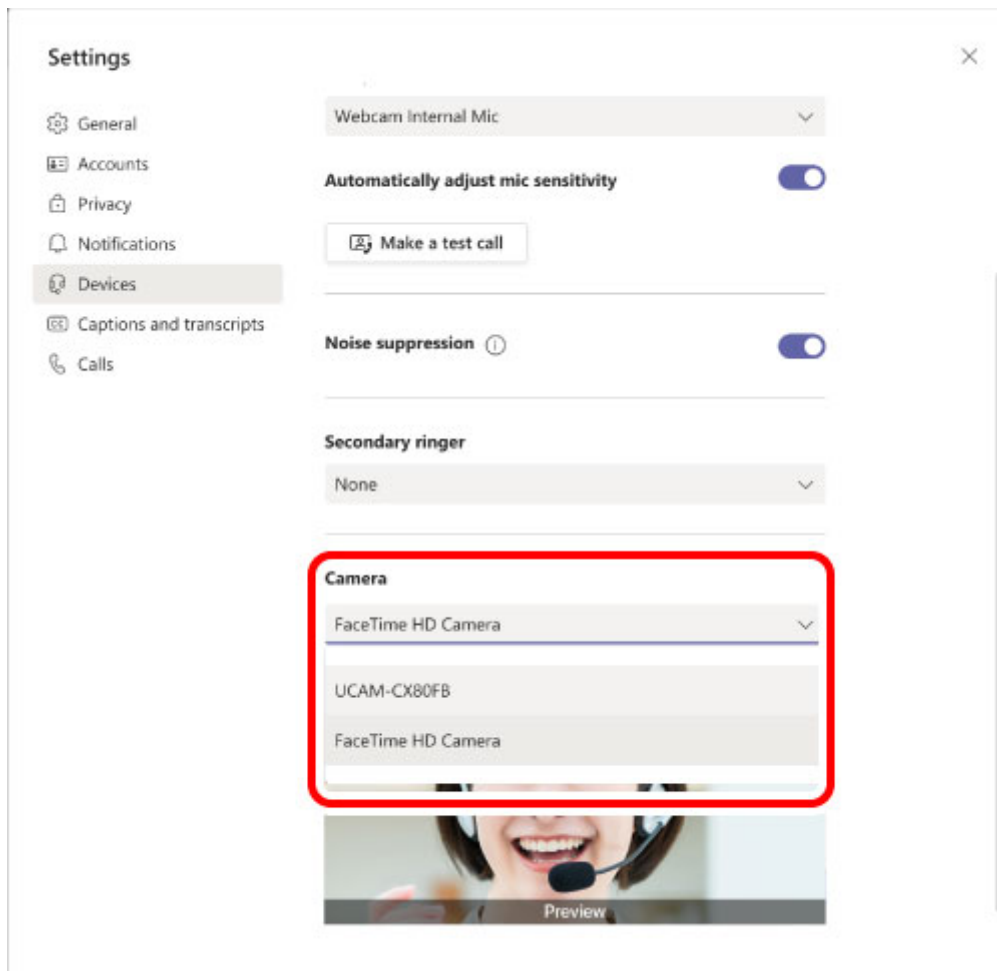 Settings
General
Accounts
Privacy
Notifications
Devices
Captions and transcripts
Calls
Webcam Internal Mic
Automatically adjust mic sensitivity
Make a test call
Noise suppression
Secondary ringer
None
Camera
FaceTime HD Camera
UCAM-CX80FB
FaceTime HD Camera
Preview